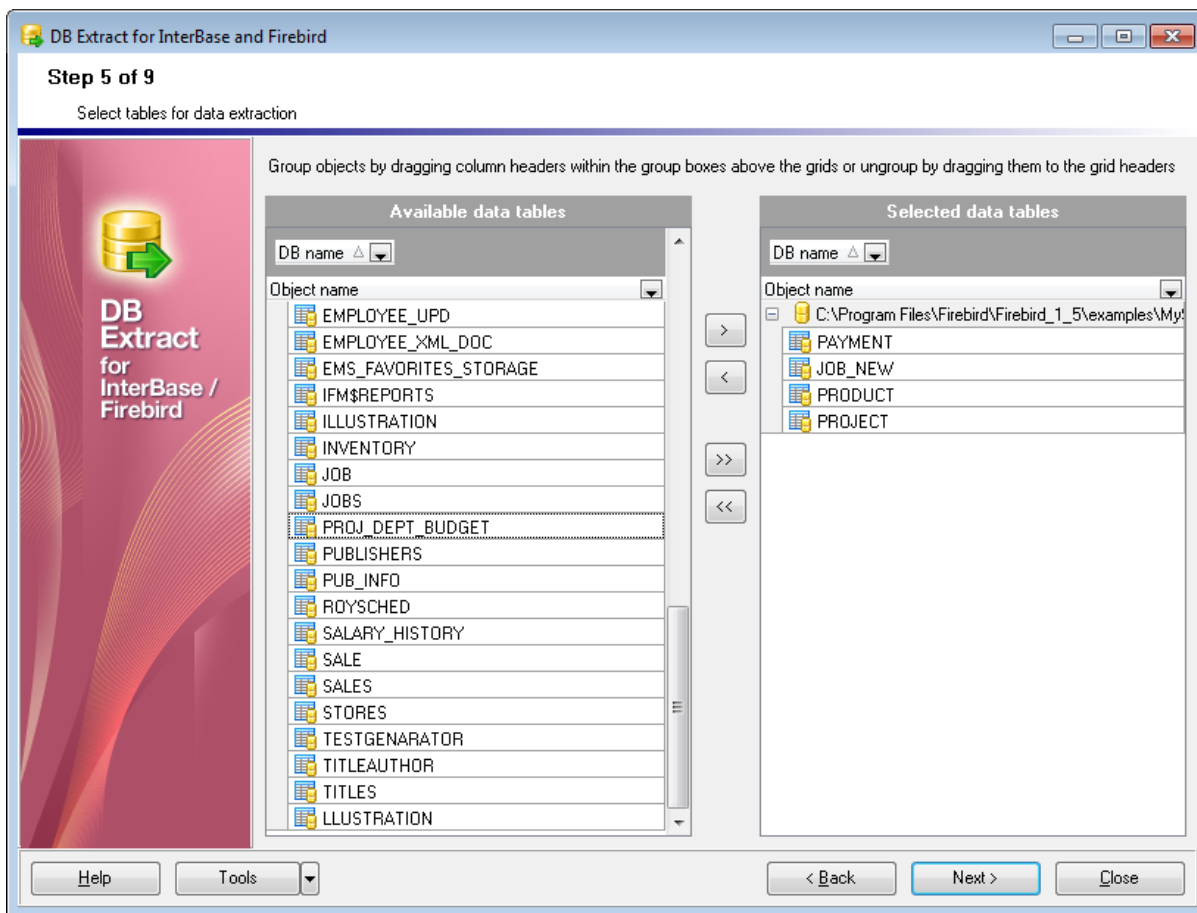 DB Extract for InterBase and Firebird
Step 5 of 9
Select tables for data extraction
Group objects by dragging column headers within the group boxes above the grids or ungroup by dragging them to the grid headers
DB
Extract
for
InterBase /
Firebird
Available data tables
DB name
Object name
EMPLOYEE_UPD
EMPLOYEE_XML_DOC
EMS_FAVORITES_STORAGE
IFM$REPORTS
ILLUSTRATION
INVENTORY
JOB
JOBS
PROJ_DEPT_BUDGET
PUBLISHERS
PUB_INFO
ROYSCHED
SALARY_HISTORY
SALE
SALES
STORES
TESTGENARATOR
TITLEAUTHOR
TITLES
LLUSTRATION
>
<
>>
<<
Selected data tables
DB name
Object name
C:\Program Files\Firebird\Firebird_1_5\examples\My
PAYMENT
JOB_NEW
PRODUCT
PROJECT
Help
Tools
< Back
Next >
Close